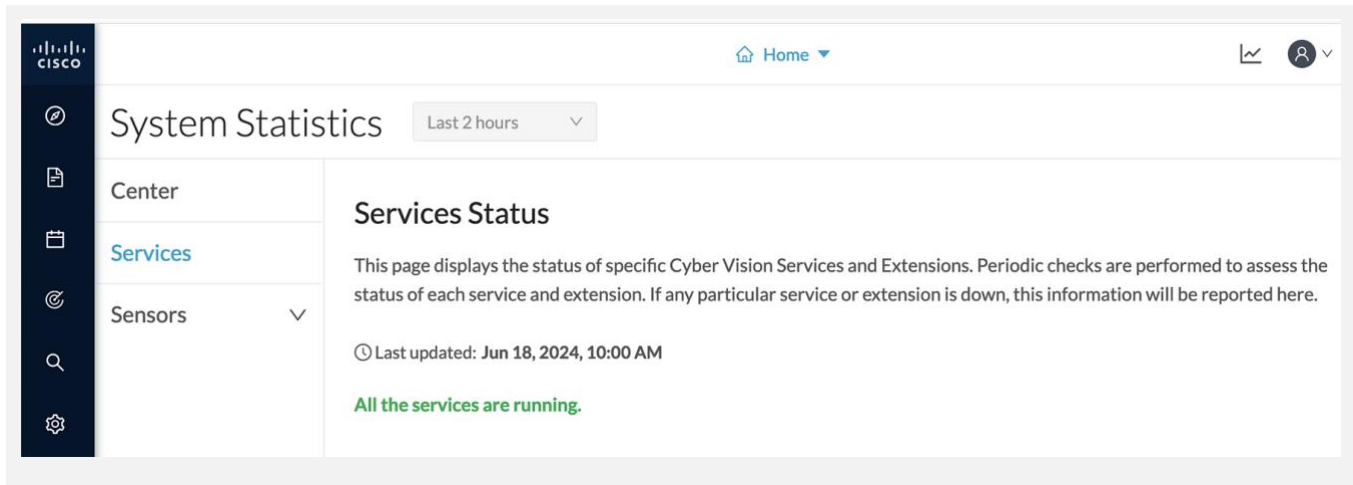 CISCO
Home
System Statistics
Last 2 hours
Center
Services
Sensors
Services Status
This page displays the status of specific Cyber Vision Services and Extensions. Periodic checks are performed to assess the
status of each service and extension. If any particular service or extension is down, this information will be reported here.
Last updated: Jun 18, 2024, 10:00 AM
All the services are running.